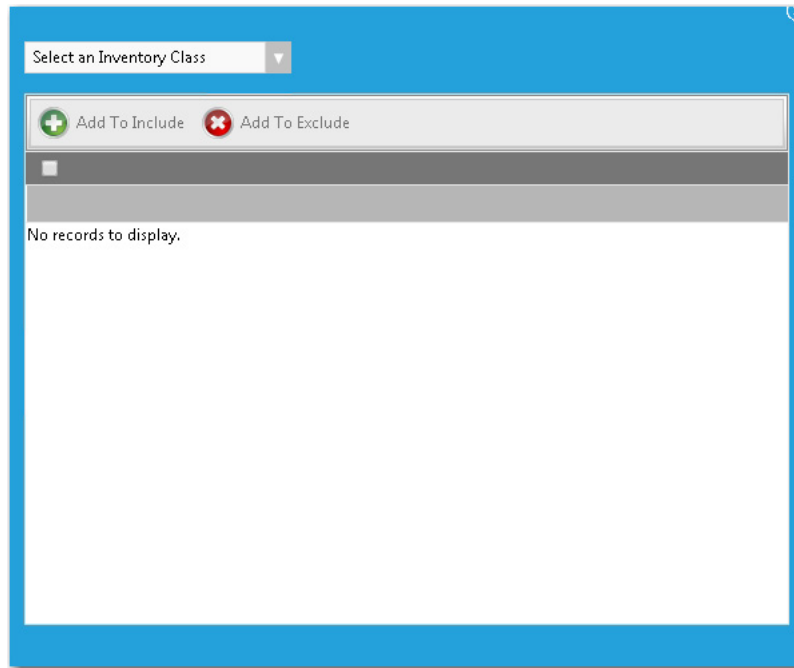 Select an Inventory Class
Add To Include Add To Exclude
No records to display.